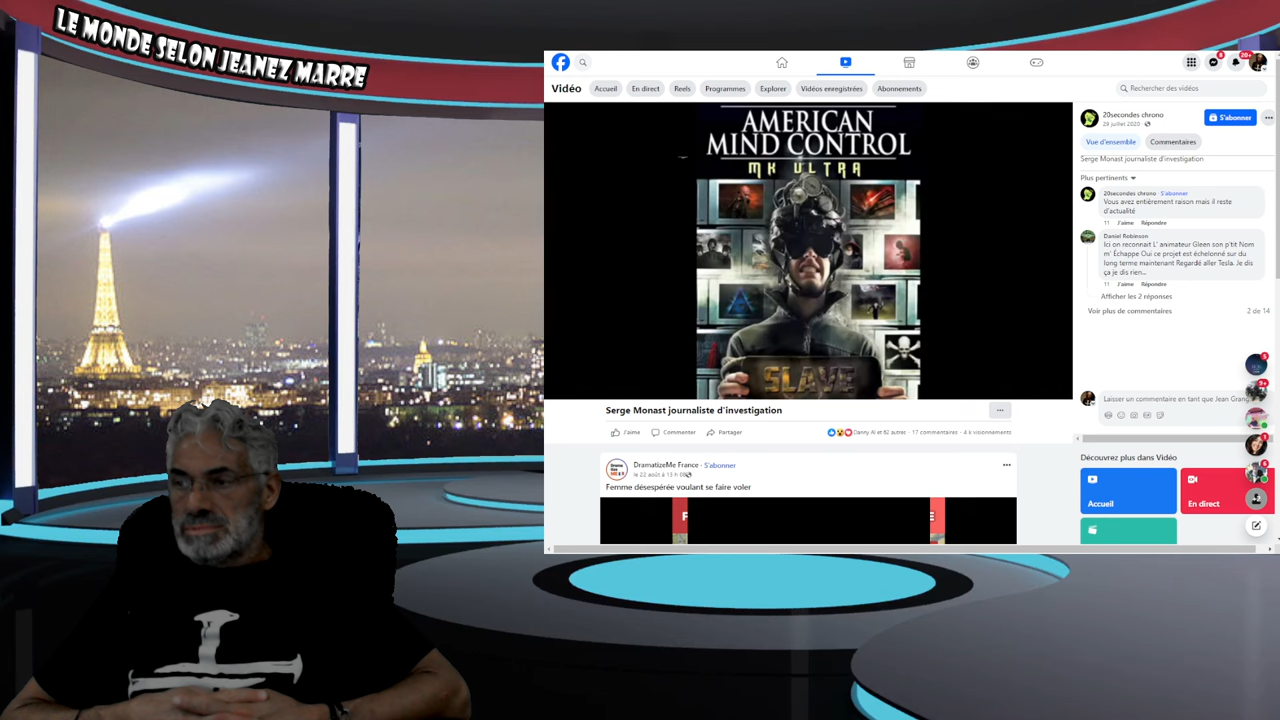 LE MONDE SELON JEANEZ MARRE
Vidéo
Accueil
En direct
Reels
Programmes
Explorer
Vidéos enregistrées
Abonnements
Rechercher des vidéos
AMERICAN
MIND CONTROL
MK ULTRA
SLAVE
Serge Monast journaliste d'investigation
J'aime
Commenter
Partager
Danny Al et 62 autres · 17 commentaires · 4 k visionnements
DramatizeMe France · S'abonner
le 22 août à 13 h 08
Femme désespérée voulant se faire voler
20secondes chrono
29 juillet 2020
S'abonner
Vue d'ensemble
Commentaires
Serge Monast journaliste d'investigation
Plus pertinents
20secondes chrono · S'abonner
Vous avez entièrement raison mais il reste
d'actualité
11 J'aime Répondre
Daniel Robinson
Ici on reconnait L' animateur Gleen son p'tit Nom
m' Échappe Oui ce projet est échelonné sur du
long terme maintenant Regardé aller Tesla. Je dis
ça je dis rien...
11 J'aime Répondre
Afficher les 2 réponses
Voir plus de commentaires
2 de 14
Laisser un commentaire en tant que Jean Grang
Découvrez plus dans Vidéo
Accueil
En direct